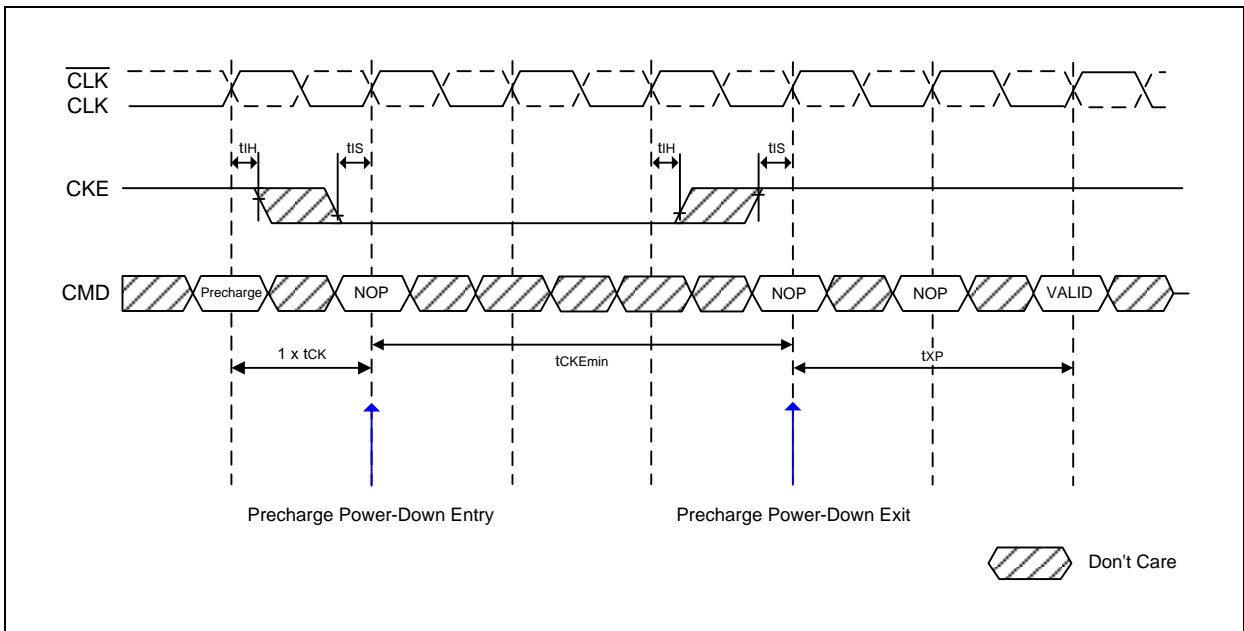 CLK
CLK
tIH
tIS
tIH
tIS
CKE
CMD
Precharge
NOP
NOP
NOP
VALID
1 x tCK
tCKEmin
tXP
Precharge Power-Down Entry
Precharge Power-Down Exit
Don't Care